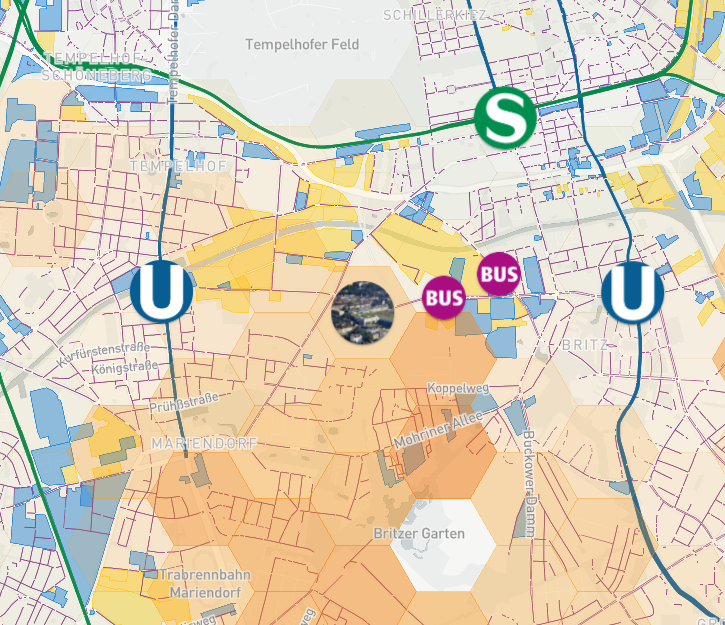 SCHILLERKIEZ
Tempelhofer Feld
Tempelhofer Dam
TEMPELHOF-
SCHÖNEBERG
S
TEMPELHOF
BUS
BUS
U
U
BRITZ
Kurfürstenstraße
Königstraße
Prühßstraße
Koppelweg
Mohriner Allee
MARIENDORF
Buckower Damm
Britzer Garten
Trabrennbahn
Mariendorf